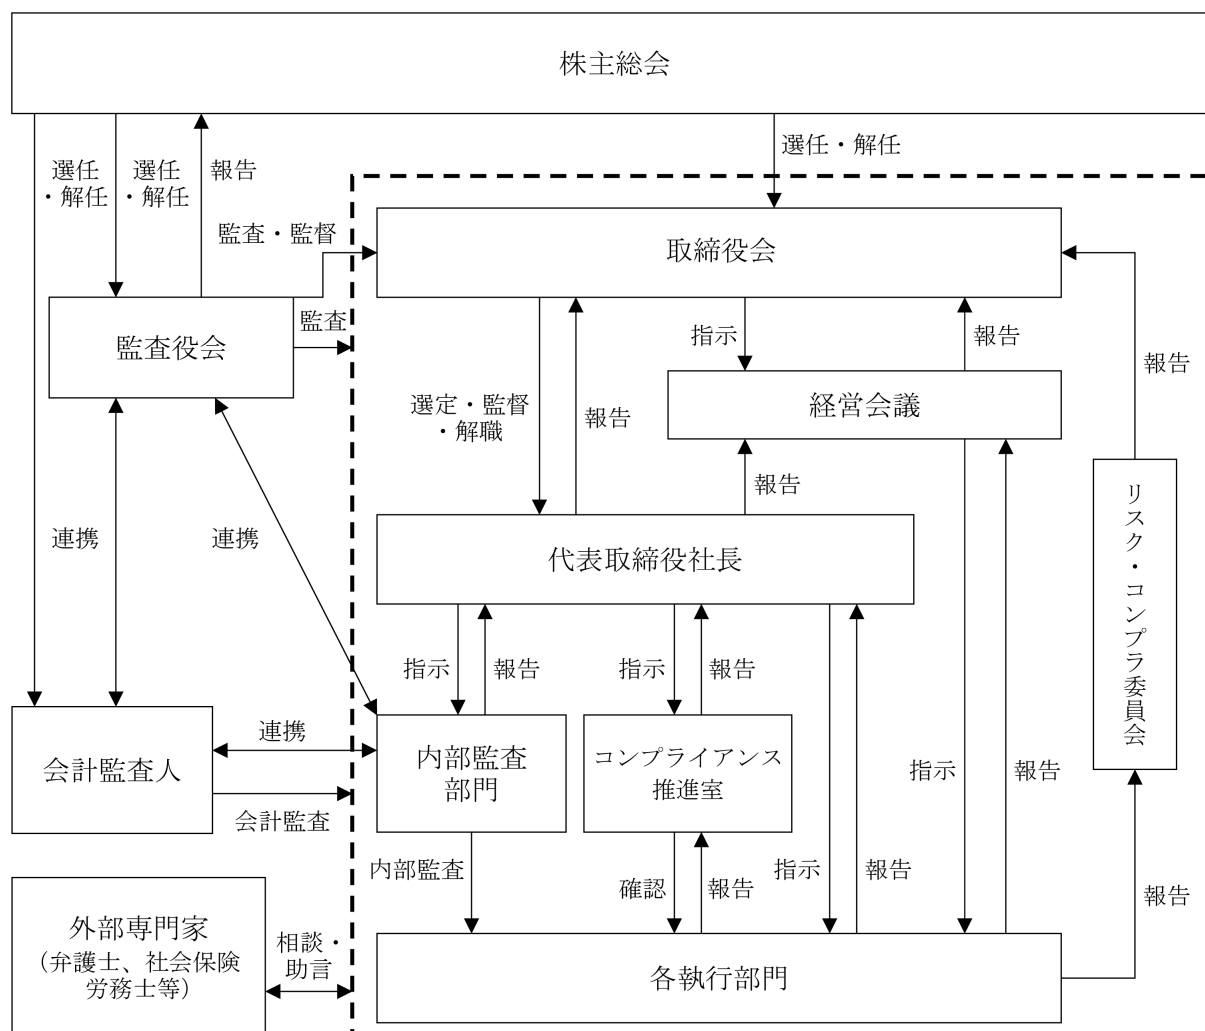 株主総会
選任
・解任
選任
・解任
報告
選任・解任
監査・監督
取締役会
監査役会
監査
指示
報告
報告
選定・監督
・解職
報告
経営会議
報告
連携
連携
代表取締役社長
リスク・コンプラ委員会
指示
報告
指示
報告
連携
会計監査人
内部監査
部門
コンプライアンス
推進室
指示
報告
会計監査
内部監査
確認
報告
指示
報告
報告
外部専門家
(弁護士、社会保険
労務士等)
相談・
助言
各執行部門